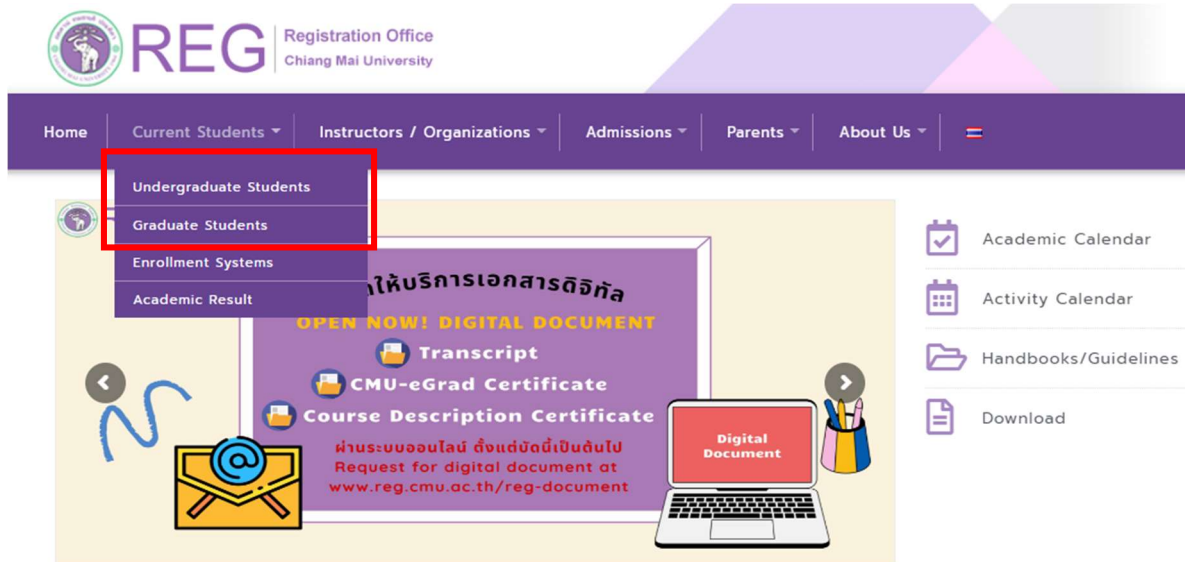 REG
Registration Office
Chiang Mai University
Home
Current Students
Instructors / Organizations
Admissions
Parents
About Us
Undergraduate Students
Graduate Students
Enrollment Systems
Academic Result
ให้บริการเอกสารดิจิทัล
OPEN NOW! DIGITAL DOCUMENT
Transcript
CMU-eGrad Certificate
Course Description Certificate
ผ่านระบบออนไลน์ ตั้งแต่บัดนี้เป็นต้นไป
Request for digital document at
www.reg.cmu.ac.th/reg-document
Digital
Document
Academic Calendar
Activity Calendar
Handbooks/Guidelines
Download